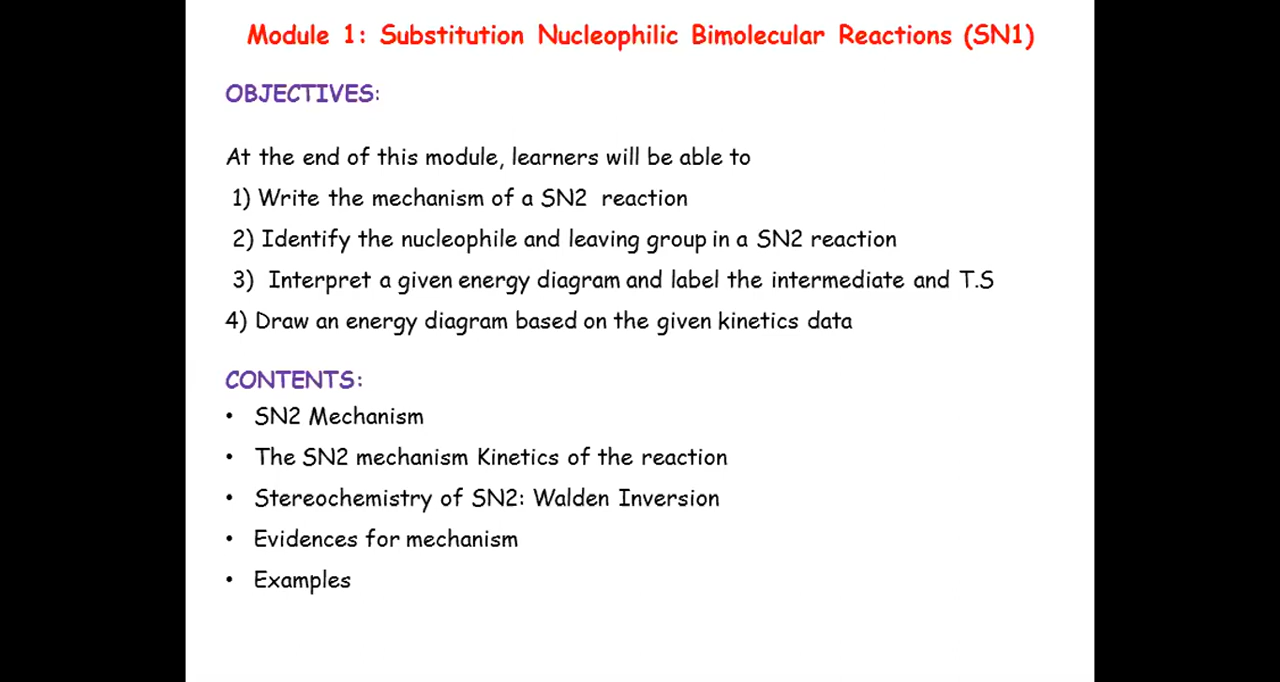 Module 1: Substitution Nucleophilic Bimolecular Reactions (SN1)
OBJECTIVES:
At the end of this module, learners will be able to
1) Write the mechanism of a SN2 reaction
2) Identify the nucleophile and leaving group in a SN2 reaction
3) Interpret a given energy diagram and label the intermediate and T.S
4) Draw an energy diagram based on the given kinetics data
CONTENTS:
• SN2 Mechanism
• The SN2 mechanism Kinetics of the reaction
• Stereochemistry of SN2: Walden Inversion
• Evidences for mechanism
• Examples